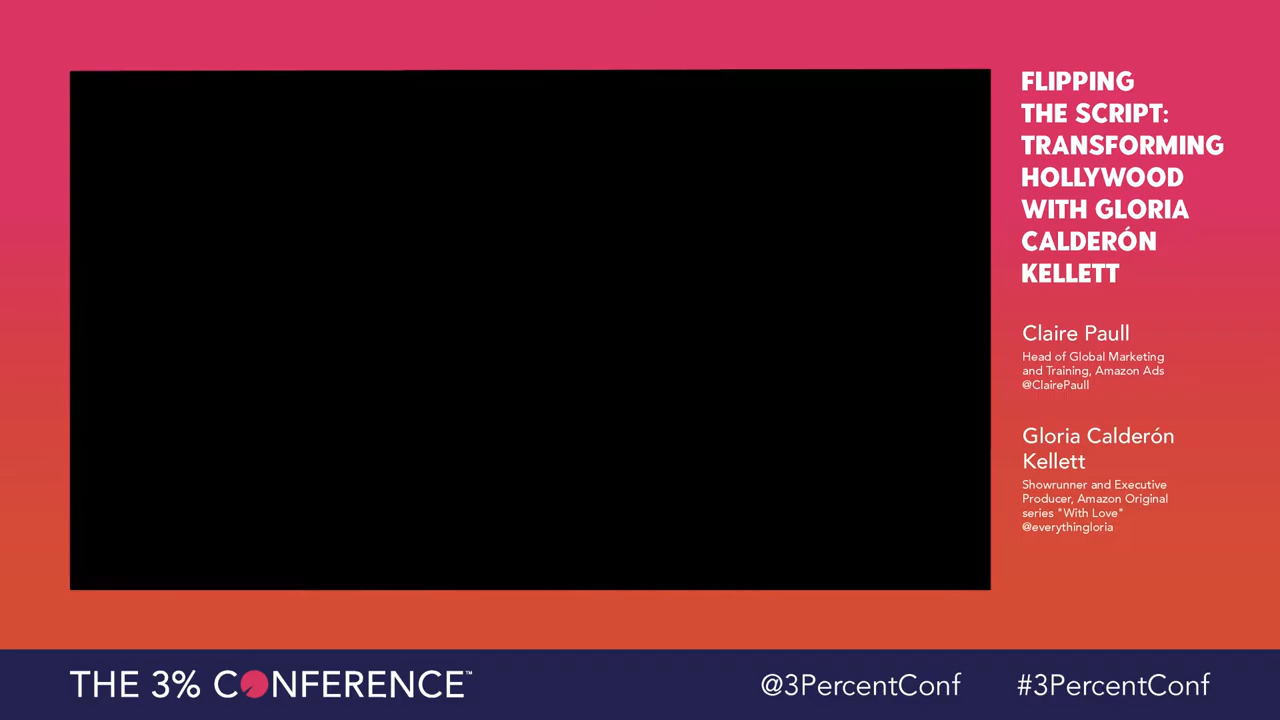 FLIPPING
THE SCRIPT:
TRANSFORMING
HOLLYWOOD
WITH GLORIA
CALDERÓN
KELLETT
Claire Paull
Head of Global Marketing
and Training, Amazon Ads
@ClairePaull
Gloria Calderón
Kellett
Showrunner and Executive
Producer, Amazon Original
series "With Love"
@everythingloria
THE 3% CONFERENCE™
@3PercentConf
#3PercentConf